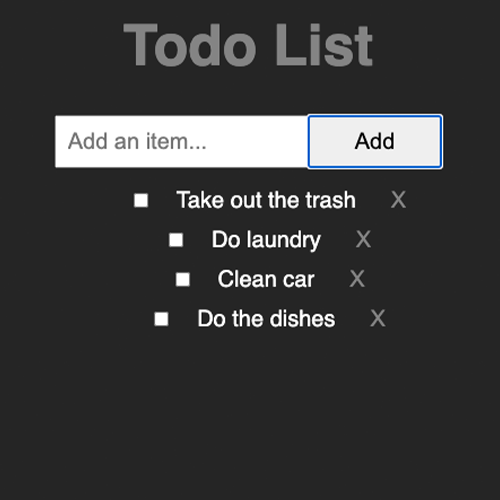 Todo List
Add an item... Add
Take out the trash X
Do laundry X
Clean car X
Do the dishes X